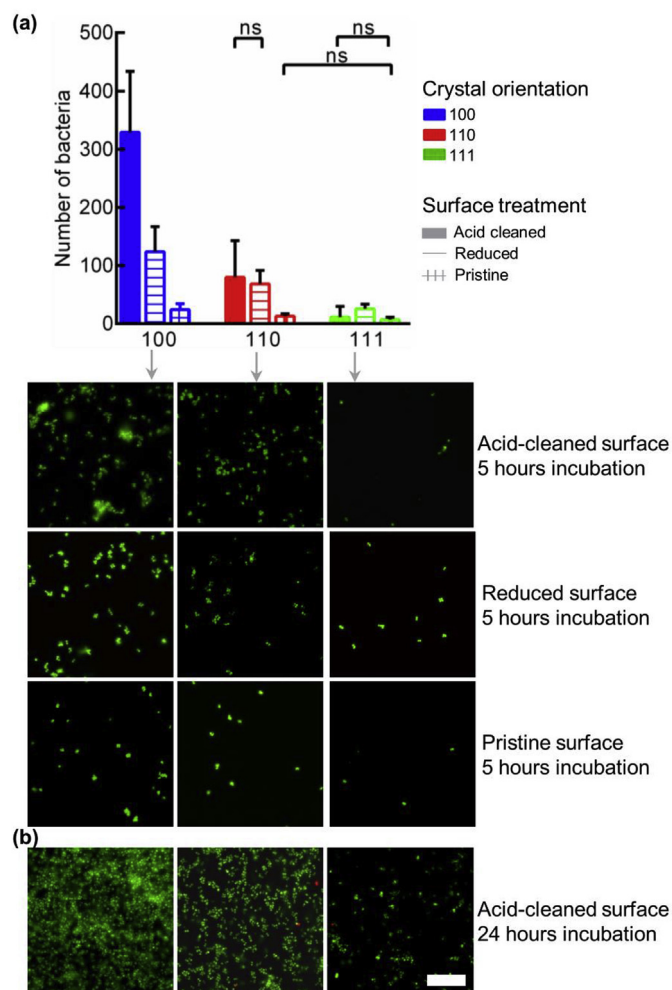 (a)
ns
ns
ns
500
400
300
200
100
0
Number of bacteria
100
110
111
Crystal orientation
100
110
111
Surface treatment
Acid cleaned
Reduced
Pristine
Acid-cleaned surface
5 hours incubation
Reduced surface
5 hours incubation
Pristine surface
5 hours incubation
(b)
Acid-cleaned surface
24 hours incubation